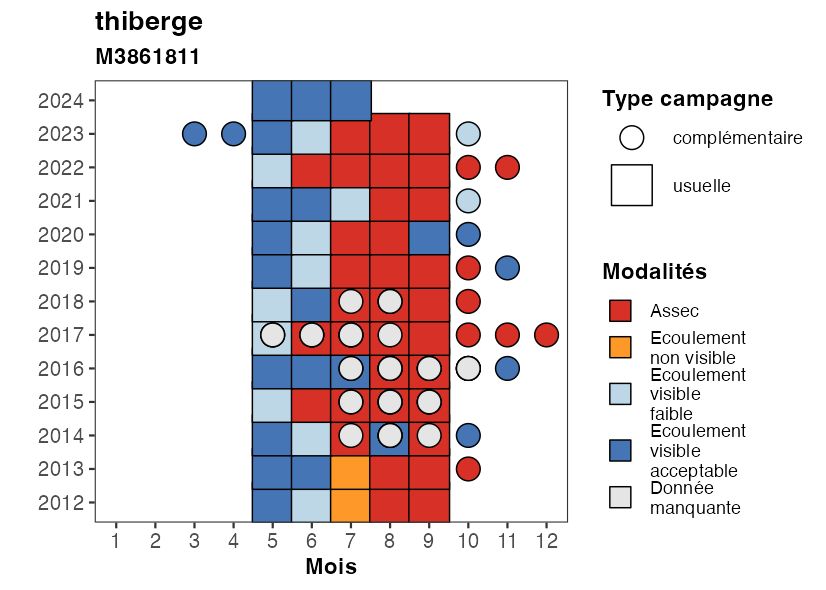 thiberge
M3861811
2024
2023
2022
2021
2020
2019
2018
2017
2016
2015
2014
2013
2012
1 2 3 4 5 6 7 8 9 10 11 12
Mois
Type campagne
complémentaire
usuelle
Modalités
Assec
Ecoulement
non visible
Ecoulement
visible
faible
Ecoulement
visible
acceptable
Donnée
manquante